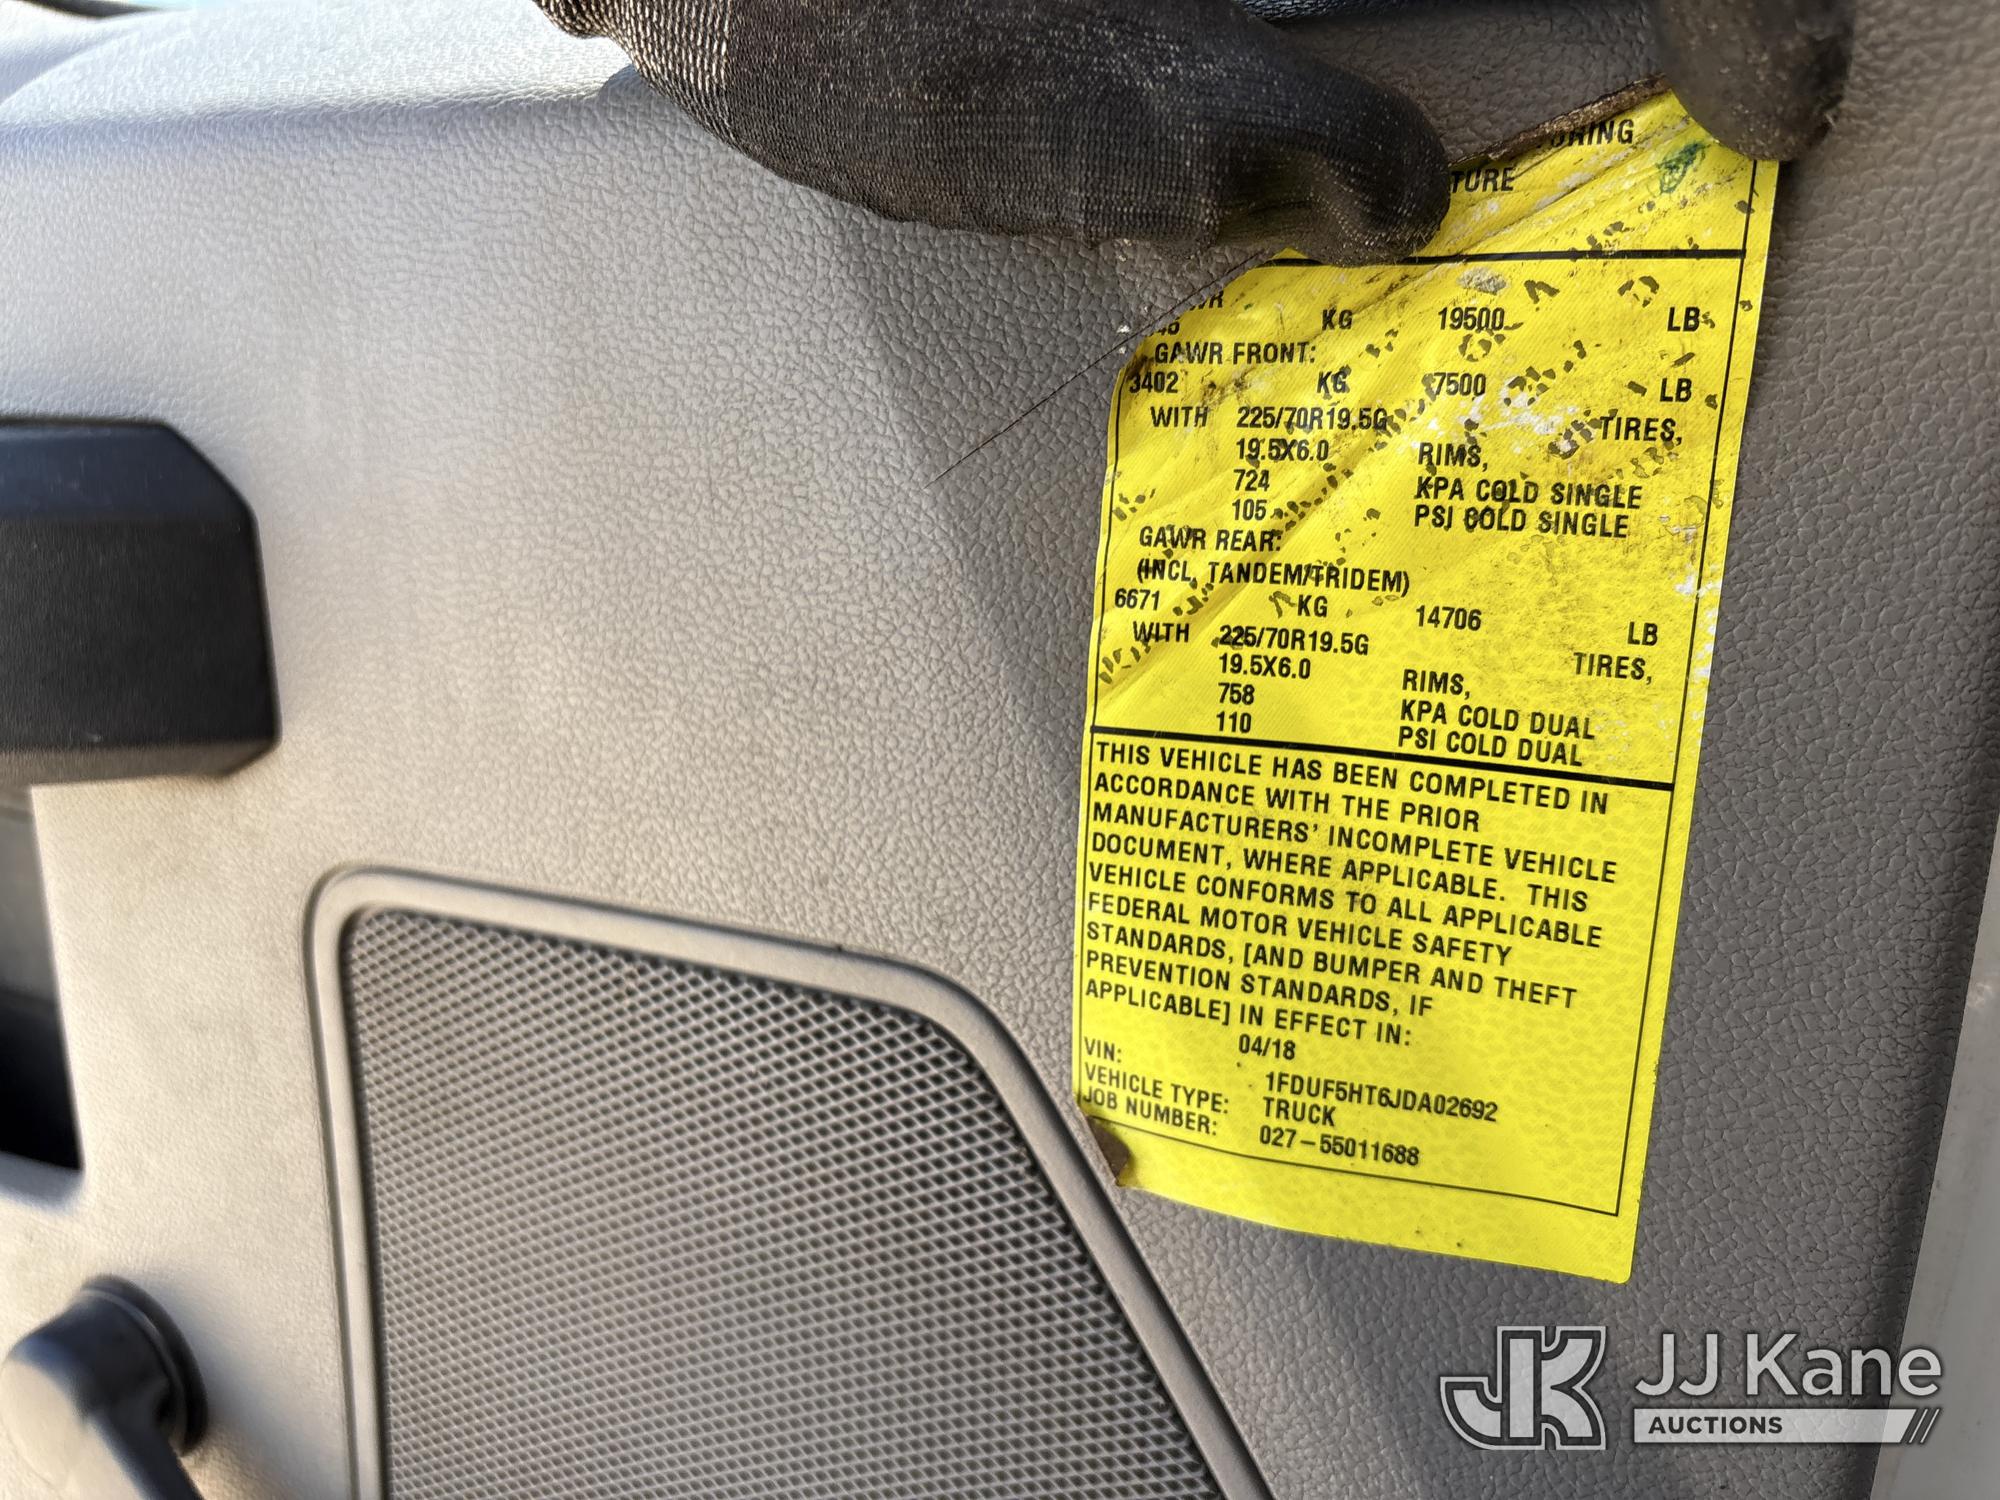 KG 19500 LB
GAWR FRONT:
3402 KG 7500 LB
WITH 225/70R19.5G TIRES,
19.5X6.0 RIMS,
724 KPA COLD SINGLE
105 PSI COLD SINGLE
GAWR REAR:
(INCL. TANDEM/TRIDEM)
6671 KG 14706 LB
WITH 225/70R19.5G TIRES,
19.5X6.0 RIMS,
758 KPA COLD DUAL
110 PSI COLD DUAL
THIS VEHICLE HAS BEEN COMPLETED IN
ACCORDANCE WITH THE PRIOR
MANUFACTURERS' INCOMPLETE VEHICLE
DOCUMENT, WHERE APPLICABLE. THIS
VEHICLE CONFORMS TO ALL APPLICABLE
FEDERAL MOTOR VEHICLE SAFETY
STANDARDS, [AND BUMPER AND THEFT
PREVENTION STANDARDS, IF
APPLICABLE] IN EFFECT IN:
04/18
VIN: 1FDUF5HT6JDA02692
VEHICLE TYPE: TRUCK
JOB NUMBER: 027-55011688
JK JJ Kane
AUCTIONS